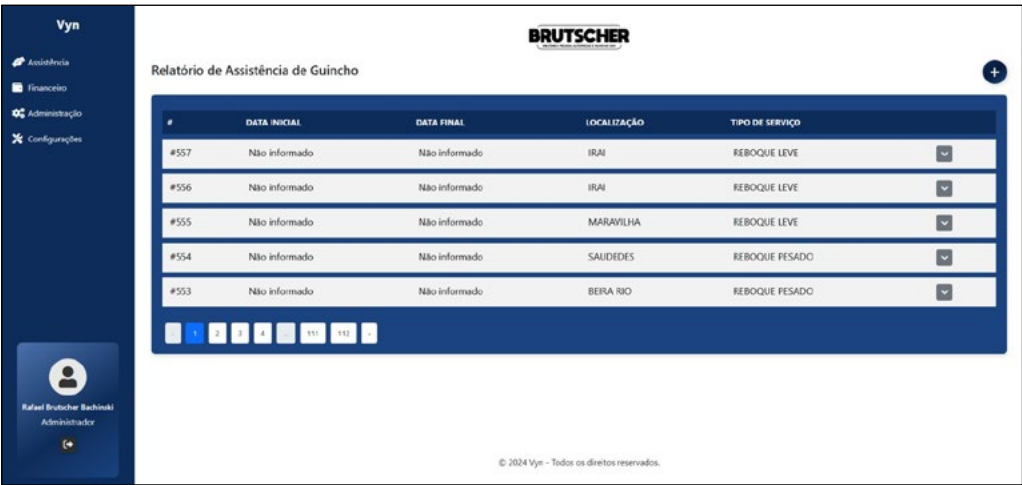 Vyn
Assistência
Financeiro
Administração
Configurações
BRUTSCHER
Relatório de Assistência de Guincho
# DATA INICIAL DATA FINAL LOCALIZAÇÃO TIPO DE SERVIÇO
#557 Não informado Não informado IRAI REBOQUE LEVE
#556 Não informado Não informado IRAI REBOQUE LEVE
#555 Não informado Não informado MARAVILHA REBOQUE LEVE
#554 Não informado Não informado SAUDEDES REBOQUE PESADO
#553 Não informado Não informado BEIRA RIO REBOQUE PESADO
1 2 3 4 ... 111 112
Rafael Brutscher Bachinski
Administrador
© 2024 Vyn - Todos os direitos reservados.